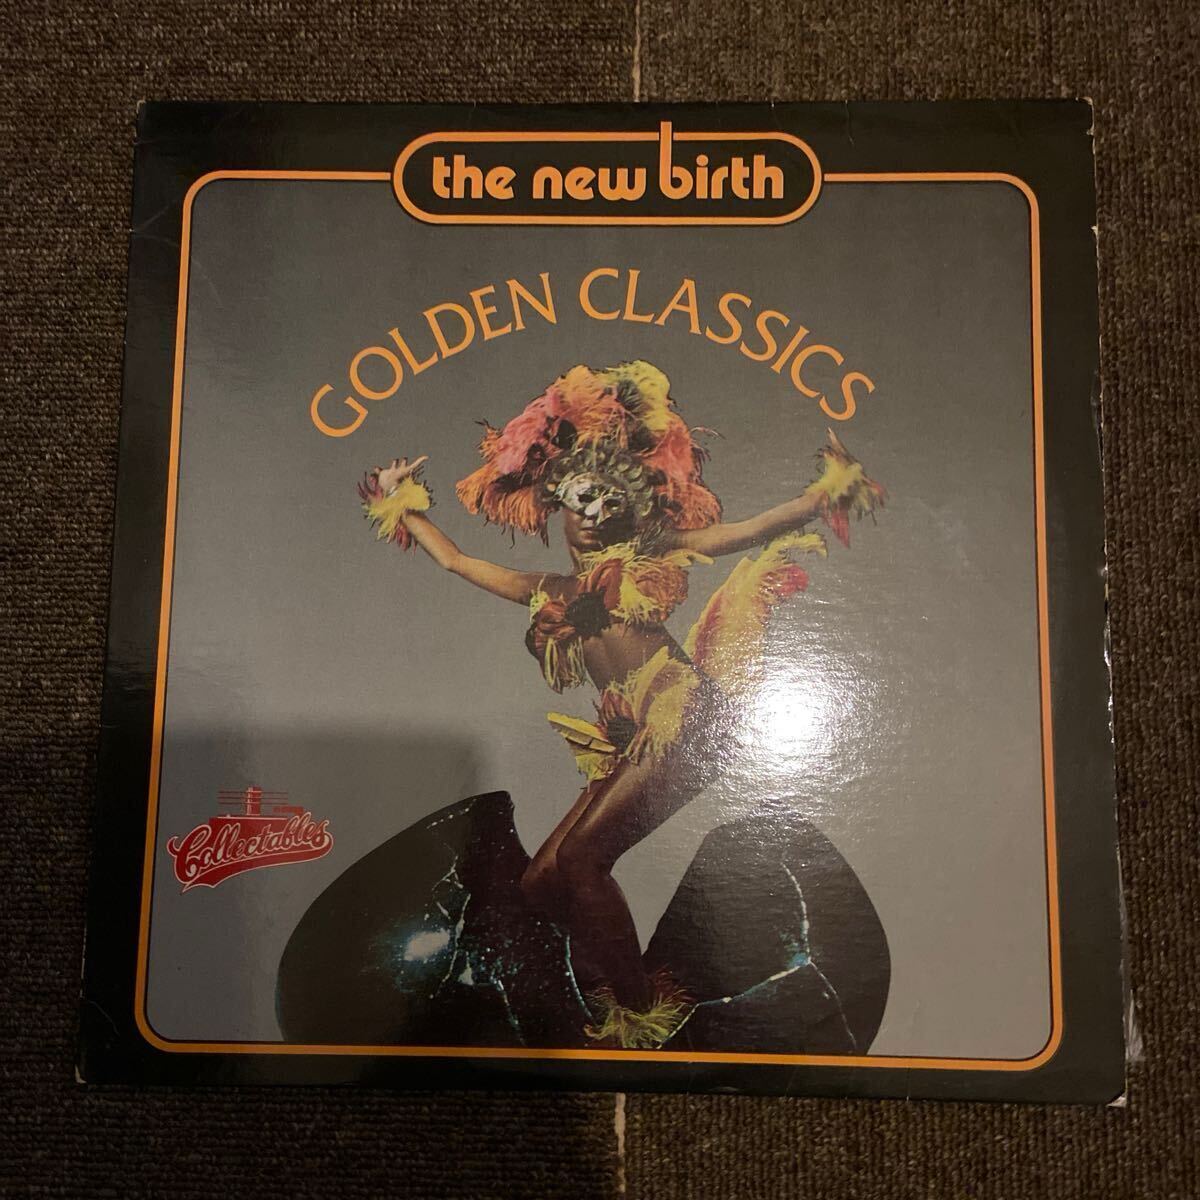 the new birth
GOLDEN CLASSICS
Collectables